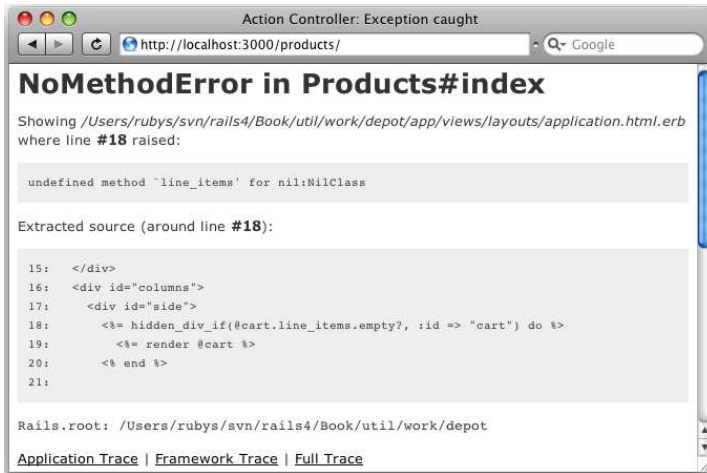 Action Controller: Exception caught
http://localhost:3000/products/
Google
NoMethodError in Products#index
Showing /Users/rubys/svn/rails4/Book/util/work/depot/app/views/layouts/application.html.erb
where line #18 raised:
undefined method `line_items' for nil:NilClass
Extracted source (around line #18):
15: </div>
16: <div id="columns">
17: <div id="side">
18: <%= hidden_div_if(@cart.line_items.empty?, :id => "cart") do %>
19: <%= render @cart %>
20: <% end %>
21:
Rails.root: /Users/rubys/svn/rails4/Book/util/work/depot
Application Trace | Framework Trace | Full Trace